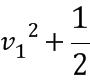 v₁² + 1/2